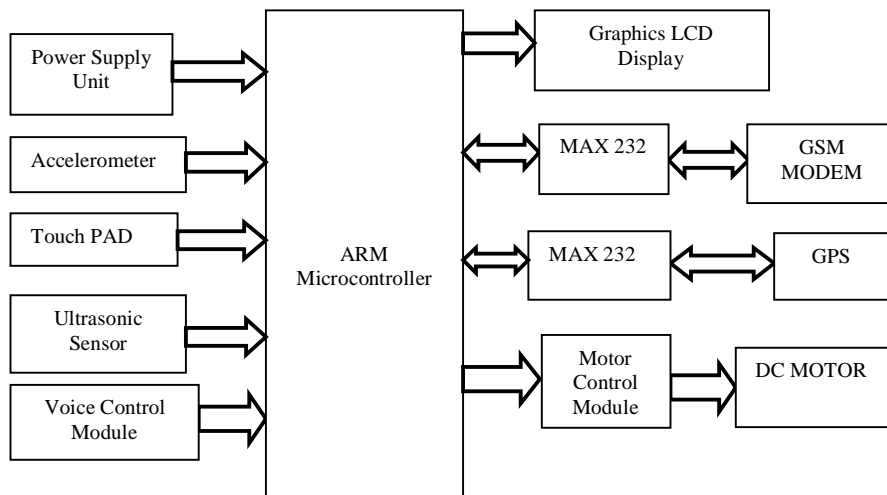 Power Supply
Unit
Accelerometer
Touch PAD
Ultrasonic
Sensor
Voice Control
Module
ARM
Microcontroller
Graphics LCD
Display
MAX 232
GSM
MODEM
MAX 232
GPS
Motor
Control
Module
DC MOTOR